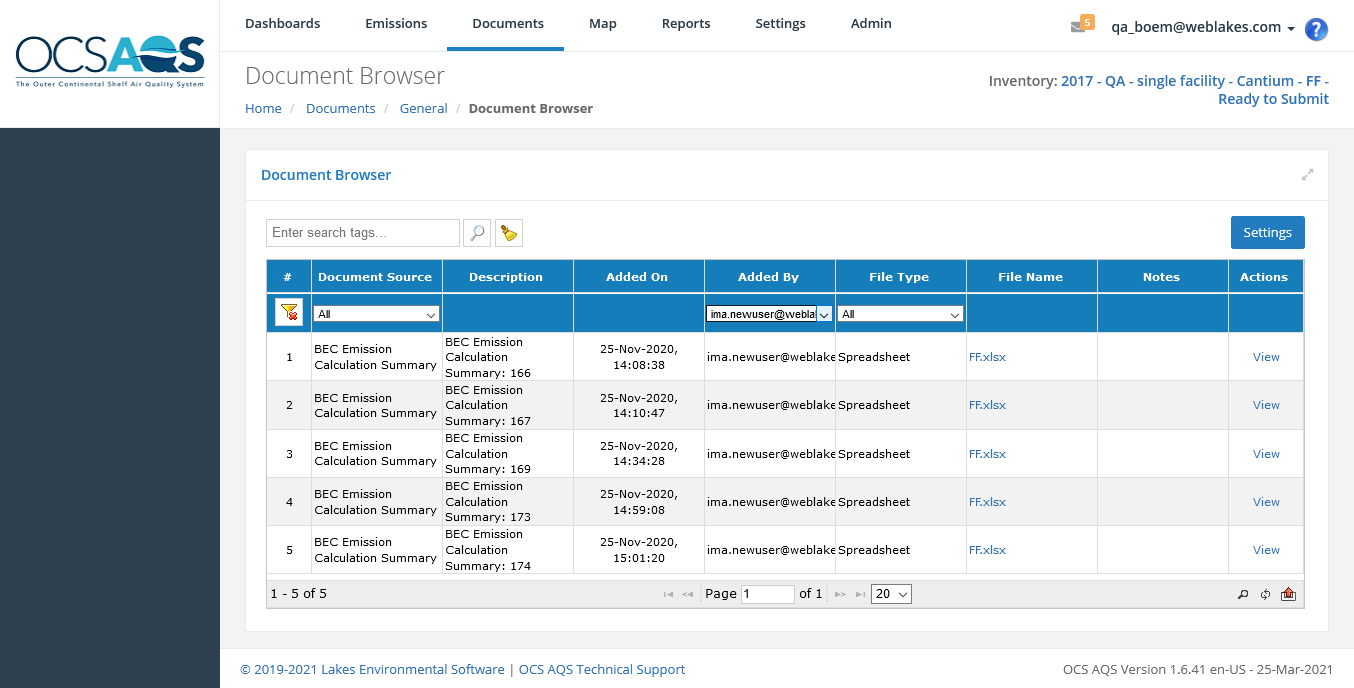 OCSAQS
The Outer Continental Shelf Air Quality System
Dashboards Emissions Documents Map Reports Settings Admin
5
qa_boem@weblakes.com
?
Document Browser
Home / Documents / General / Document Browser
Inventory: 2017 - QA - single facility - Cantium - FF -
Ready to Submit
Document Browser
Enter search tags...
Settings
# Document Source Description Added On Added By File Type File Name Notes Actions
All ima.newuser@webla All
1 BEC Emission Calculation Summary BEC Emission Calculation Summary: 166 25-Nov-2020, 14:08:38 ima.newuser@weblake Spreadsheet FF.xlsx View
2 BEC Emission Calculation Summary BEC Emission Calculation Summary: 167 25-Nov-2020, 14:10:47 ima.newuser@weblake Spreadsheet FF.xlsx View
3 BEC Emission Calculation Summary BEC Emission Calculation Summary: 169 25-Nov-2020, 14:34:28 ima.newuser@weblake Spreadsheet FF.xlsx View
4 BEC Emission Calculation Summary BEC Emission Calculation Summary: 173 25-Nov-2020, 14:59:08 ima.newuser@weblake Spreadsheet FF.xlsx View
5 BEC Emission Calculation Summary BEC Emission Calculation Summary: 174 25-Nov-2020, 15:01:20 ima.newuser@weblake Spreadsheet FF.xlsx View
1 - 5 of 5 Page 1 of 1 20
© 2019-2021 Lakes Environmental Software | OCS AQS Technical Support
OCS AQS Version 1.6.41 en-US - 25-Mar-2021